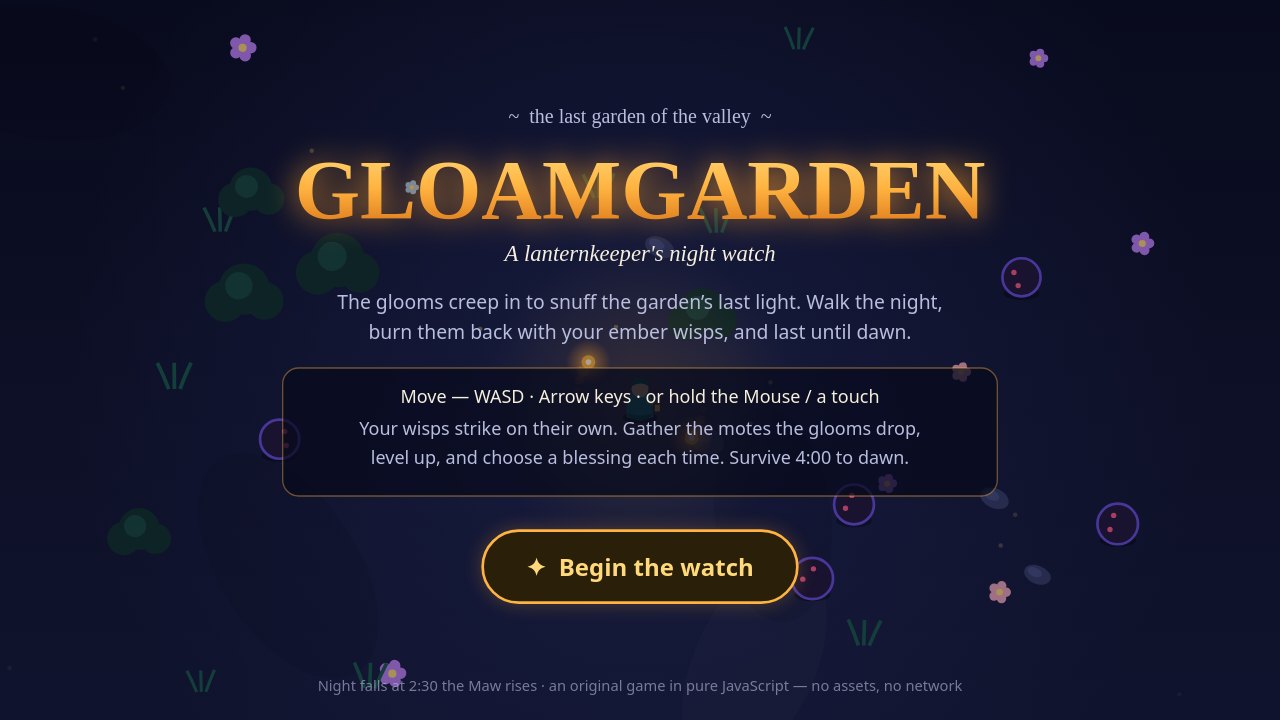 ~ the last garden of the valley ~
GLOAMGARDEN
A lanternkeeper's night watch
The glooms creep in to snuff the garden’s last light. Walk the night,
burn them back with your ember wisps, and last until dawn.
Move — WASD · Arrow keys · or hold the Mouse / a touch
Your wisps strike on their own. Gather the motes the glooms drop,
level up, and choose a blessing each time. Survive 4:00 to dawn.
✦ Begin the watch
Night falls at 2:30 the Maw rises · an original game in pure JavaScript — no assets, no network